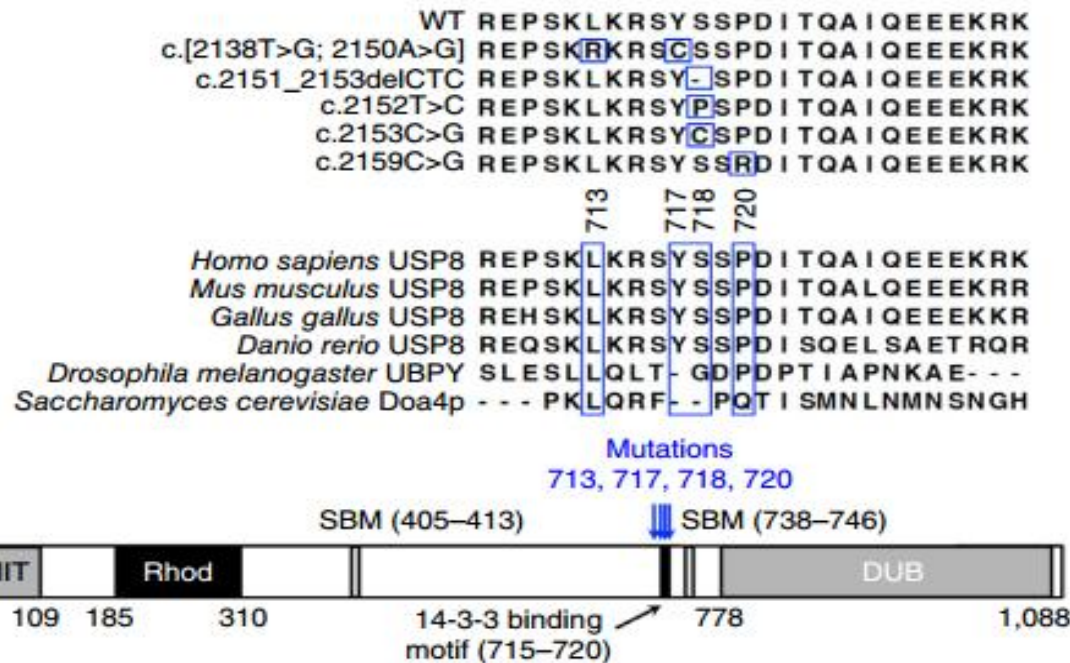 WT REPSKLKRSYSSPDITQAIQEEEKRK
c.[2138T>G; 2150A>G] REPSKRKRSCSSPDITQAIQEEEKRK
c.2151_2153delCTC REPSKLKRSY-SPDITQAIQEEEKRK
c.2152T>C REPSKLKRSYPSPDITQAIQEEEKRK
c.2153C>G REPSKLKRSYCSPDITQAIQEEEKRK
c.2159C>G REPSKLKRSYSSRDITQAIQEEEKRK
713 717 718 720
Homo sapiens USP8 REPSKLKRSYSSPDITQAIQEEEKRK
Mus musculus USP8 REPSKLKRSYSSPDITQALQEEEKRR
Gallus gallus USP8 REHSKLKRSYSSPDITQAIQEEEKKR
Danio rerio USP8 REQSKLKRSYSSPDISQELSAETRQR
Drosophila melanogaster UBPY SLESLLQLT-GDPDPTIAPNKAE---
Saccharomyces cerevisiae Doa4p ---PKLQRF--PQTISMNLNMNSNGH
Mutations
713, 717, 718, 720
SBM (405–413) SBM (738–746)
IIT Rhod DUB
109 185 310 14-3-3 binding 778 1,088
motif (715–720)